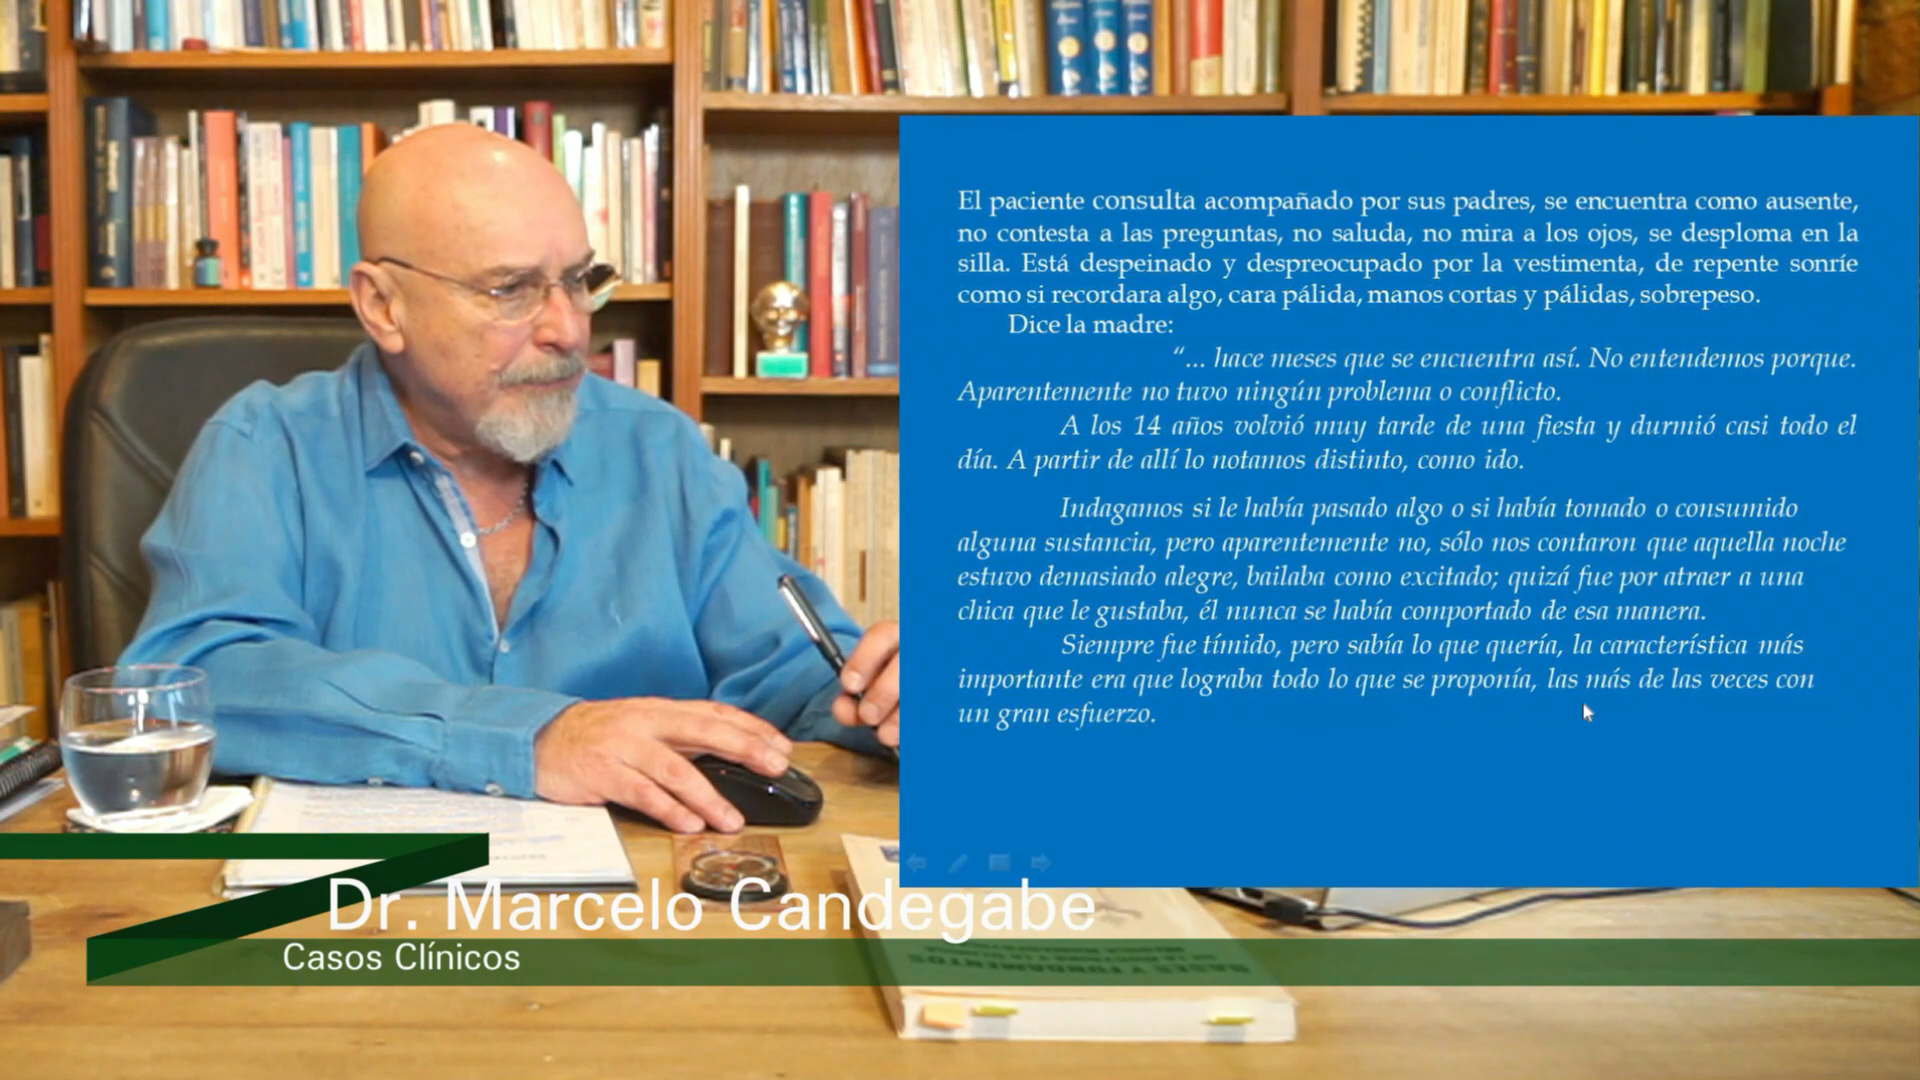 El paciente consulta acompañado por sus padres, se encuentra como ausente,
no contesta a las preguntas, no saluda, no mira a los ojos, se desploma en la
silla. Está despeinado y despreocupado por la vestimenta, de repente sonríe
como si recordara algo, cara pálida, manos cortas y pálidas, sobrepeso.
Dice la madre:
“... hace meses que se encuentra así. No entendemos porque.
Aparentemente no tuvo ningún problema o conflicto.
A los 14 años volvió muy tarde de una fiesta y durmió casi todo el
día. A partir de allí lo notamos distinto, como ido.
Indagamos si le había pasado algo o si había tomado o consumido
alguna sustancia, pero aparentemente no, sólo nos contaron que aquella noche
estuvo demasiado alegre, bailaba como excitado; quizá fue por atraer a una
chica que le gustaba, él nunca se había comportado de esa manera.
Siempre fue tímido, pero sabía lo que quería, la característica más
importante era que lograba todo lo que se proponía, las más de las veces con
un gran esfuerzo.
Dr. Marcelo Candegabe
Casos Clínicos
BASES Y FUNDAMENTOS